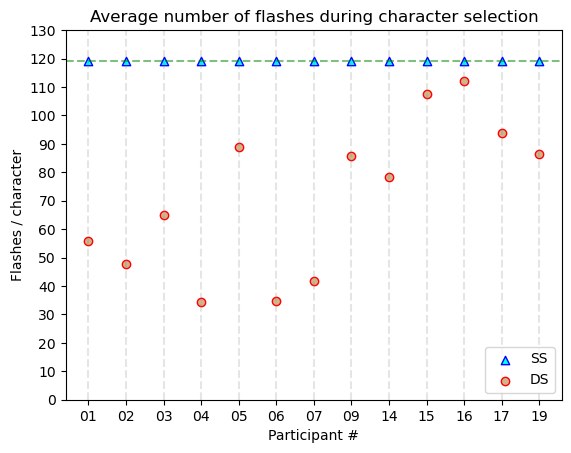 Average number of flashes during character selection
Flashes / character
130
120
110
100
90
80
70
60
50
40
30
20
10
0
01 02 03 04 05 06 07 09 14 15 16 17 19
Participant #
SS
DS